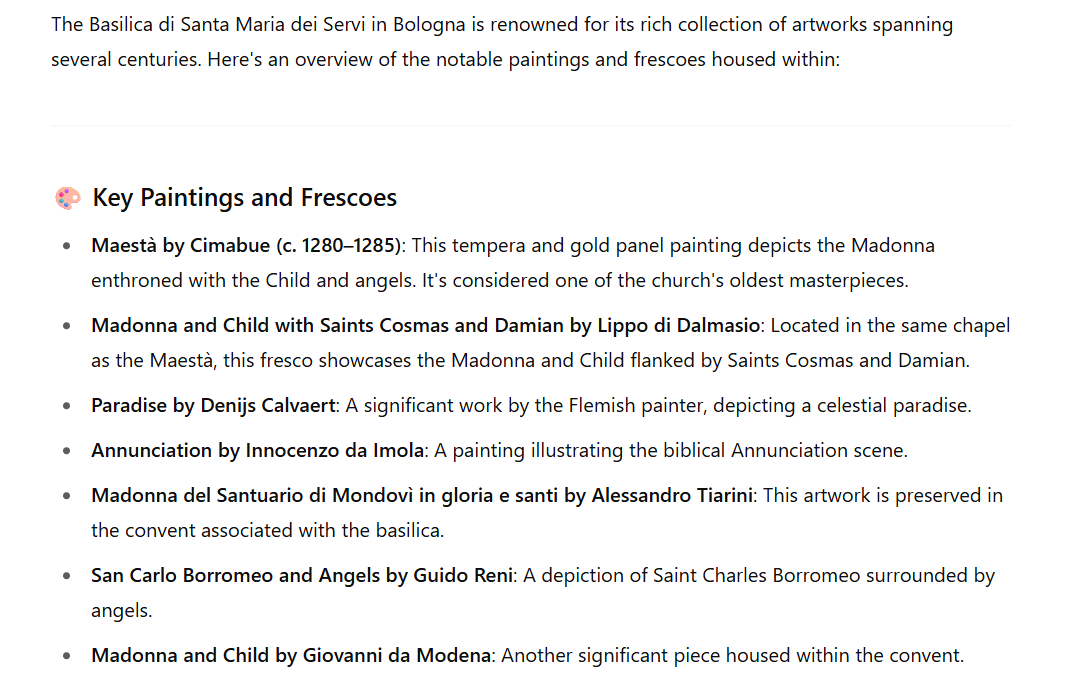 The Basilica di Santa Maria dei Servi in Bologna is renowned for its rich collection of artworks spanning
several centuries. Here's an overview of the notable paintings and frescoes housed within:
🎨 Key Paintings and Frescoes
• Maestà by Cimabue (c. 1280–1285): This tempera and gold panel painting depicts the Madonna
enthroned with the Child and angels. It's considered one of the church's oldest masterpieces.
• Madonna and Child with Saints Cosmas and Damian by Lippo di Dalmasio: Located in the same chapel
as the Maestà, this fresco showcases the Madonna and Child flanked by Saints Cosmas and Damian.
• Paradise by Denijs Calvaert: A significant work by the Flemish painter, depicting a celestial paradise.
• Annunciation by Innocenzo da Imola: A painting illustrating the biblical Annunciation scene.
• Madonna del Santuario di Mondovì in gloria e santi by Alessandro Tiarini: This artwork is preserved in
the convent associated with the basilica.
• San Carlo Borromeo and Angels by Guido Reni: A depiction of Saint Charles Borromeo surrounded by
angels.
• Madonna and Child by Giovanni da Modena: Another significant piece housed within the convent.